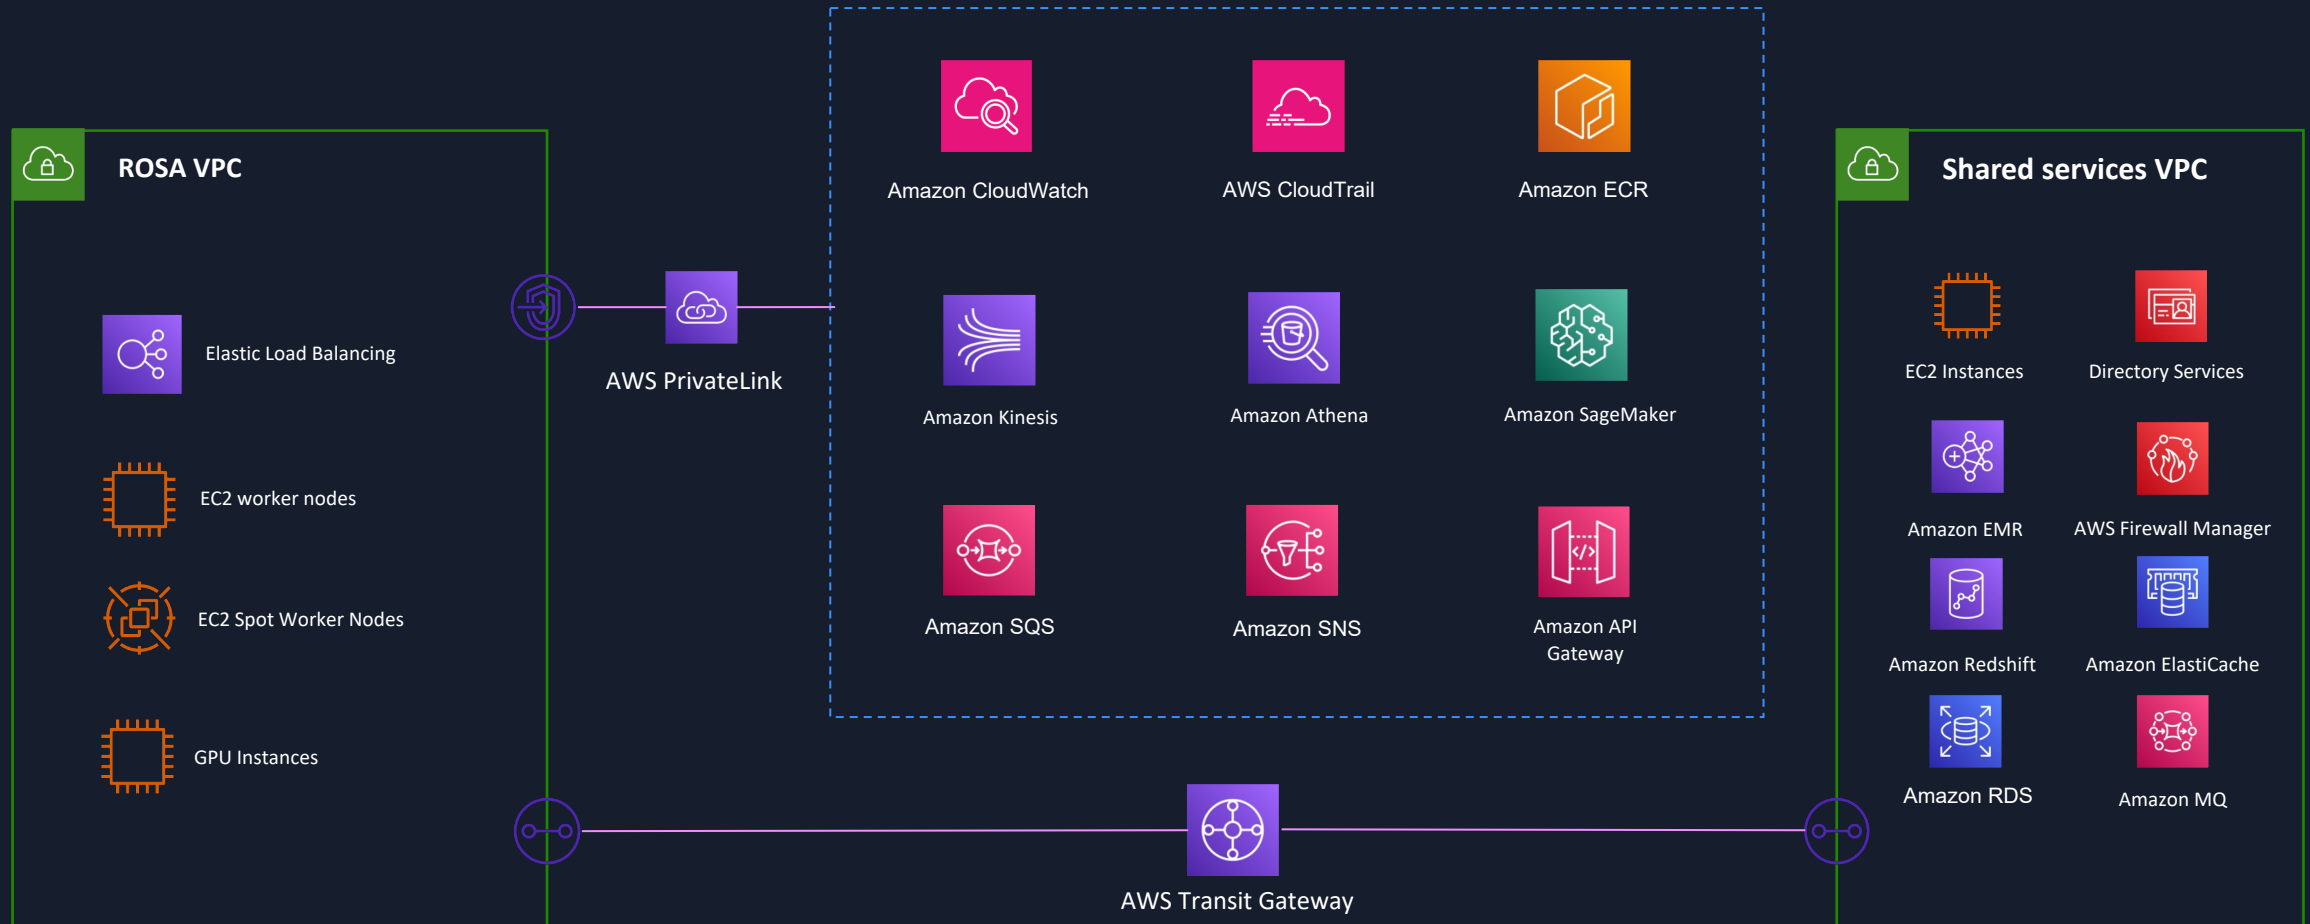 ROSA VPC
Elastic Load Balancing
EC2 worker nodes
EC2 Spot Worker Nodes
GPU Instances
AWS PrivateLink
Amazon CloudWatch
AWS CloudTrail
Amazon ECR
Amazon Kinesis
Amazon Athena
Amazon SageMaker
Amazon SQS
Amazon SNS
Amazon API
Gateway
AWS Transit Gateway
Shared services VPC
EC2 Instances
Directory Services
Amazon EMR
AWS Firewall Manager
Amazon Redshift
Amazon ElastiCache
Amazon RDS
Amazon MQ